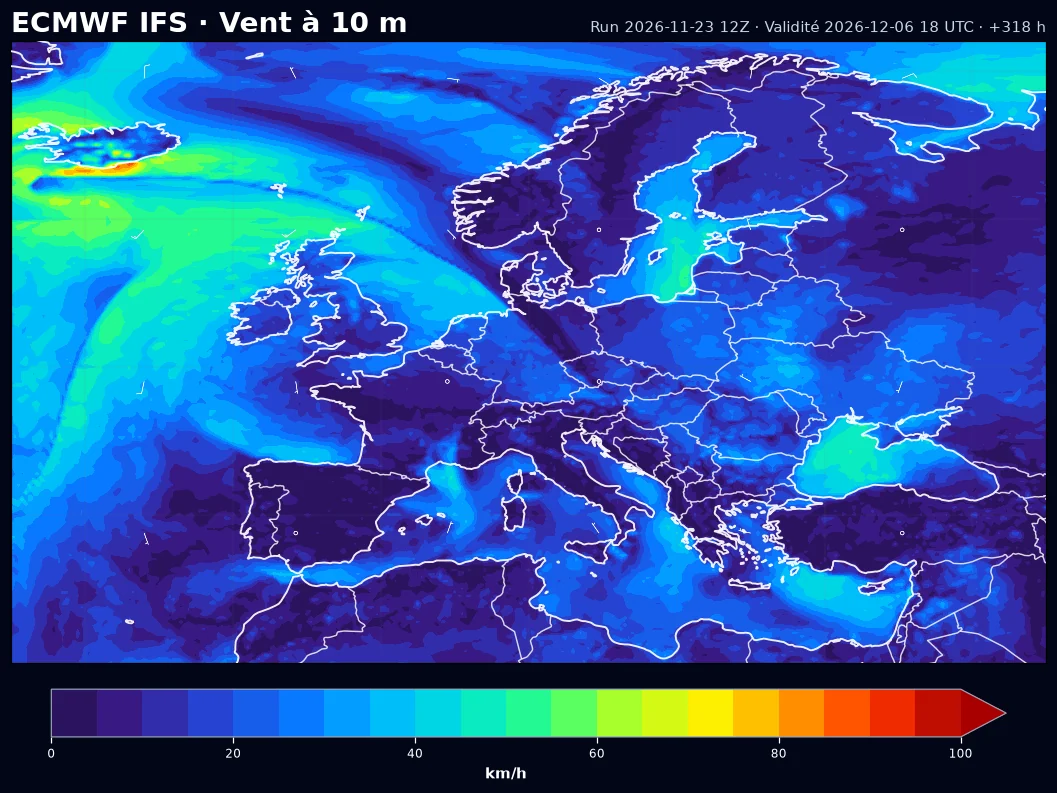 ECMWF IFS · Vent à 10 m
Run 2026-11-23 12Z · Validité 2026-12-06 18 UTC · +318 h
0 20 40 60 80 100
km/h